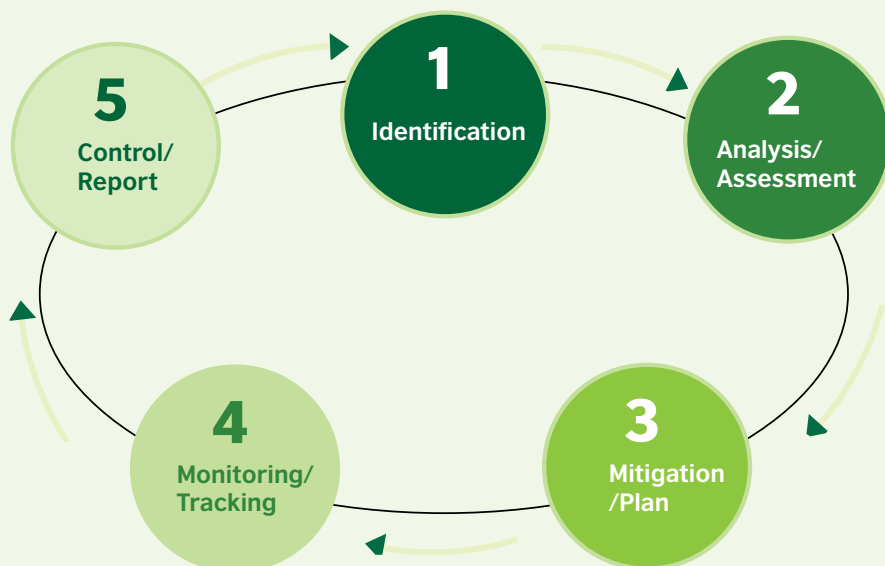 1
Identification
2
Analysis/
Assessment
3
Mitigation
/Plan
4
Monitoring/
Tracking
5
Control/
Report